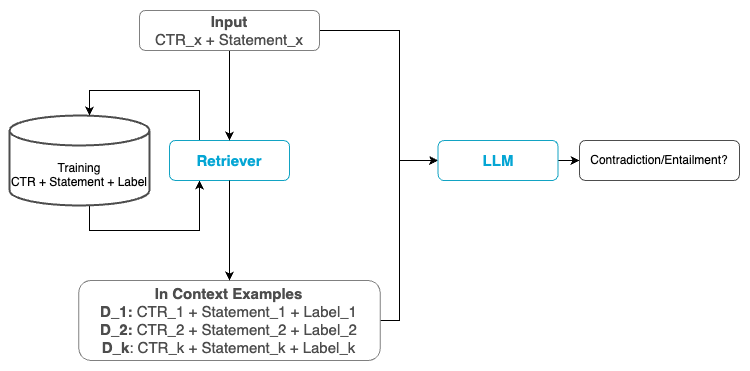 Input
CTR_x + Statement_x
Training
CTR + Statement + Label
Retriever
LLM
Contradiction/Entailment?
In Context Examples
D_1: CTR_1 + Statement_1 + Label_1
D_2: CTR_2 + Statement_2 + Label_2
D_k: CTR_k + Statement_k + Label_k